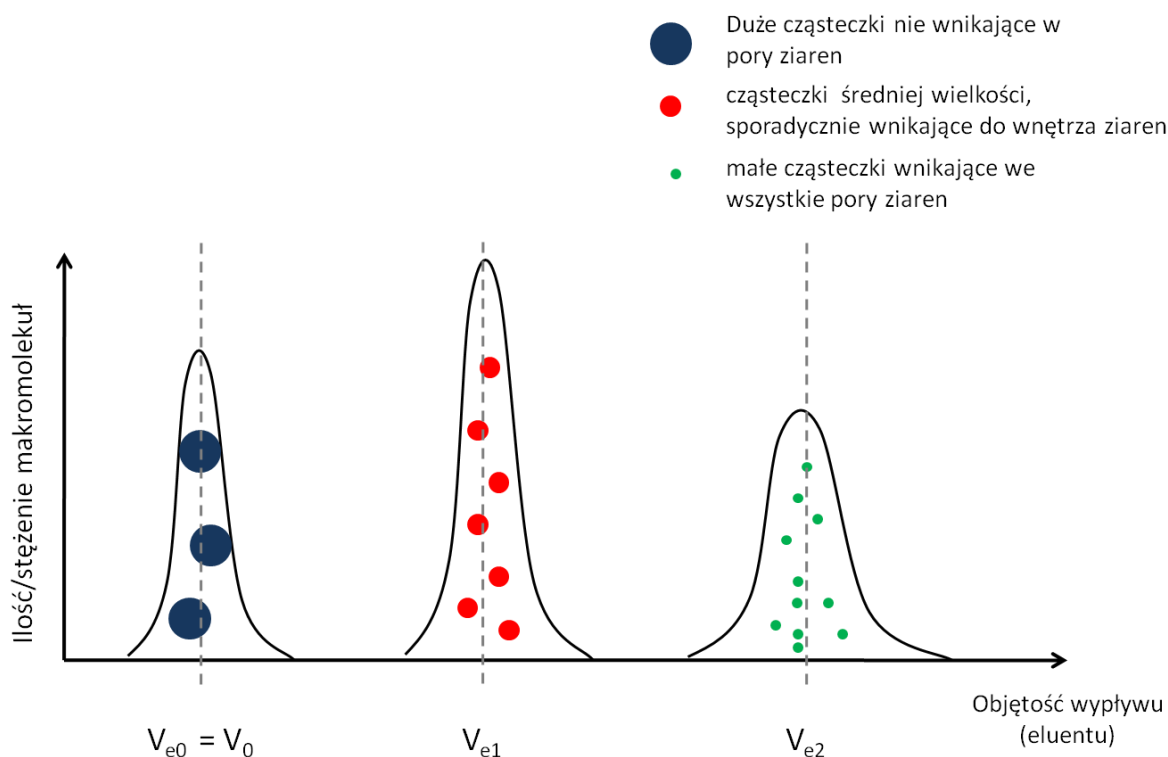 Duże cząsteczki nie wnikające w
pory ziaren
cząsteczki średniej wielkości,
sporadycznie wnikające do wnętrza ziaren
małe cząsteczki wnikające we
wszystkie pory ziaren
Ilość/stężenie makromolekuł
Objętość wypływu
(eluentu)
Ve0 = V0
Ve1
Ve2